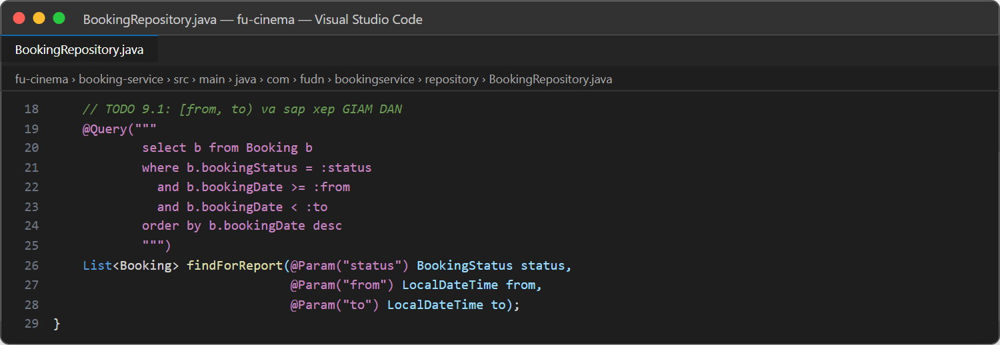 BookingRepository.java — fu-cinema — Visual Studio Code
BookingRepository.java
fu-cinema › booking-service › src › main › java › com › fudn › bookingservice › repository › BookingRepository.java
18 // TODO 9.1: [from, to) va sap xep GIAM DAN
19 @Query("""
20 select b from Booking b
21 where b.bookingStatus = :status
22 and b.bookingDate >= :from
23 and b.bookingDate < :to
24 order by b.bookingDate desc
25 """)
26 List<Booking> findForReport(@Param("status") BookingStatus status,
27 @Param("from") LocalDateTime from,
28 @Param("to") LocalDateTime to);
29 }